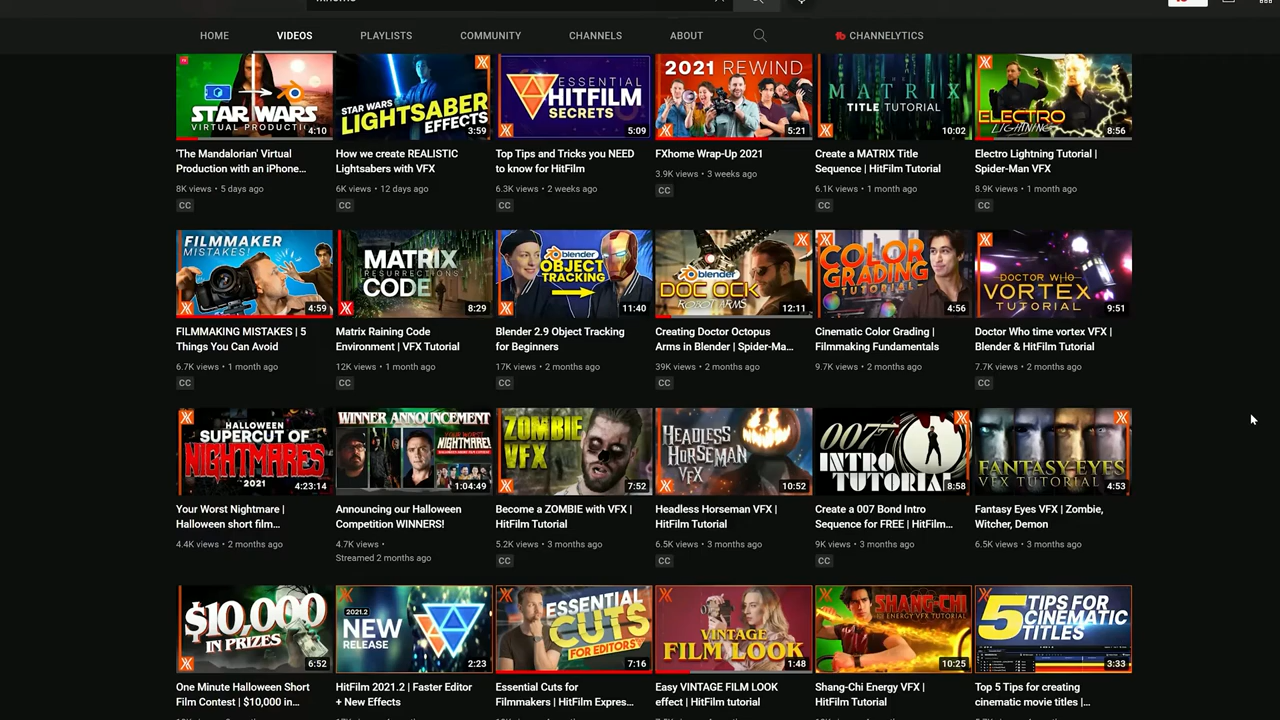 HOME
VIDEOS
PLAYLISTS
COMMUNITY
CHANNELS
ABOUT
CHANNELYTICS
STAR WARS
VIRTUAL PRODUCTI
4:10
STAR WARS
LIGHTSABER
EFFECTS
3:59
ESSENTIAL
HITFILM
SECRETS
5:09
2021 REWIND
5:21
MATRIX
TITLE TUTORIAL
10:02
ELECTRO
LIGHTNING
8:56
'The Mandalorian' Virtual
Production with an iPhone...
8K views • 5 days ago
CC
How we create REALISTIC
Lightsabers with VFX
6K views • 12 days ago
CC
Top Tips and Tricks you NEED
to know for HitFilm
6.3K views • 2 weeks ago
CC
FXhome Wrap-Up 2021
3.9K views • 3 weeks ago
CC
Create a MATRIX Title
Sequence | HitFilm Tutorial
6.1K views • 1 month ago
CC
Electro Lightning Tutorial |
Spider-Man VFX
8.9K views • 1 month ago
CC
FILMMAKER
MISTAKES!
4:59
MATRIX
RESURRECTIONS
CODE
8:29
blender
OBJECT
TRACKING
11:40
blender
DOC OCK
ROBOT ARMS
12:11
COLOR
GRADING
TUTORIAL
4:56
DOCTOR WHO
VORTEX
TUTORIAL
9:51
FILMMAKING MISTAKES | 5
Things You Can Avoid
6.7K views • 1 month ago
CC
Matrix Raining Code
Environment | VFX Tutorial
12K views • 1 month ago
CC
Blender 2.9 Object Tracking
for Beginners
17K views • 2 months ago
CC
Creating Doctor Octopus
Arms in Blender | Spider-Ma...
39K views • 2 months ago
CC
Cinematic Color Grading |
Filmmaking Fundamentals
9.7K views • 2 months ago
Doctor Who time vortex VFX |
Blender & HitFilm Tutorial
7.7K views • 2 months ago
CC
HALLOWEEN
SUPERCUT OF
NIGHTMARES
2021
4:23:14
WINNER ANNOUNCEMENT
YOUR WORST
NIGHTMARE!
1:04:49
ZOMBIE
VFX
7:52
HEADLESS
HORSEMAN
VFX
10:52
007
INTRO
TUTORIAL
8:58
FANTASY EYES
VFX TUTORIAL
4:53
Your Worst Nightmare |
Halloween short film...
4.4K views • 2 months ago
Announcing our Halloween
Competition WINNERS!
4.7K views •
Streamed 2 months ago
Become a ZOMBIE with VFX |
HitFilm Tutorial
5.2K views • 3 months ago
CC
Headless Horseman VFX |
HitFilm Tutorial
6.5K views • 3 months ago
CC
Create a 007 Bond Intro
Sequence for FREE | HitFilm...
9K views • 3 months ago
CC
Fantasy Eyes VFX | Zombie,
Witcher, Demon
6.5K views • 3 months ago
$10,000
IN PRIZES
6:52
2021.2
NEW
RELEASE
2:23
ESSENTIAL
CUTS
FOR EDITORS
7:16
VINTAGE
FILM LOOK
1:48
SHANG-CHI
ENERGY VFX TUTORIAL
10:25
5 TIPS FOR
CINEMATIC
TITLES
3:33
One Minute Halloween Short
Film Contest | $10,000 in...
HitFilm 2021.2 | Faster Editor
+ New Effects
Essential Cuts for
Filmmakers | HitFilm Expres...
Easy VINTAGE FILM LOOK
effect | HitFilm tutorial
Shang-Chi Energy VFX |
HitFilm Tutorial
Top 5 Tips for creating
cinematic movie titles |...